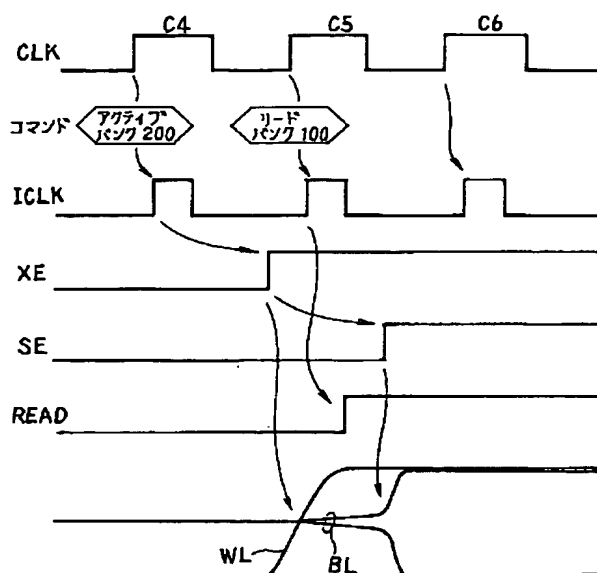 C4 C5 C6
CLK
コマンド
アクティブ
バンク 200
リード
バンク 100
ICLK
XE
SE
READ
WL
BL